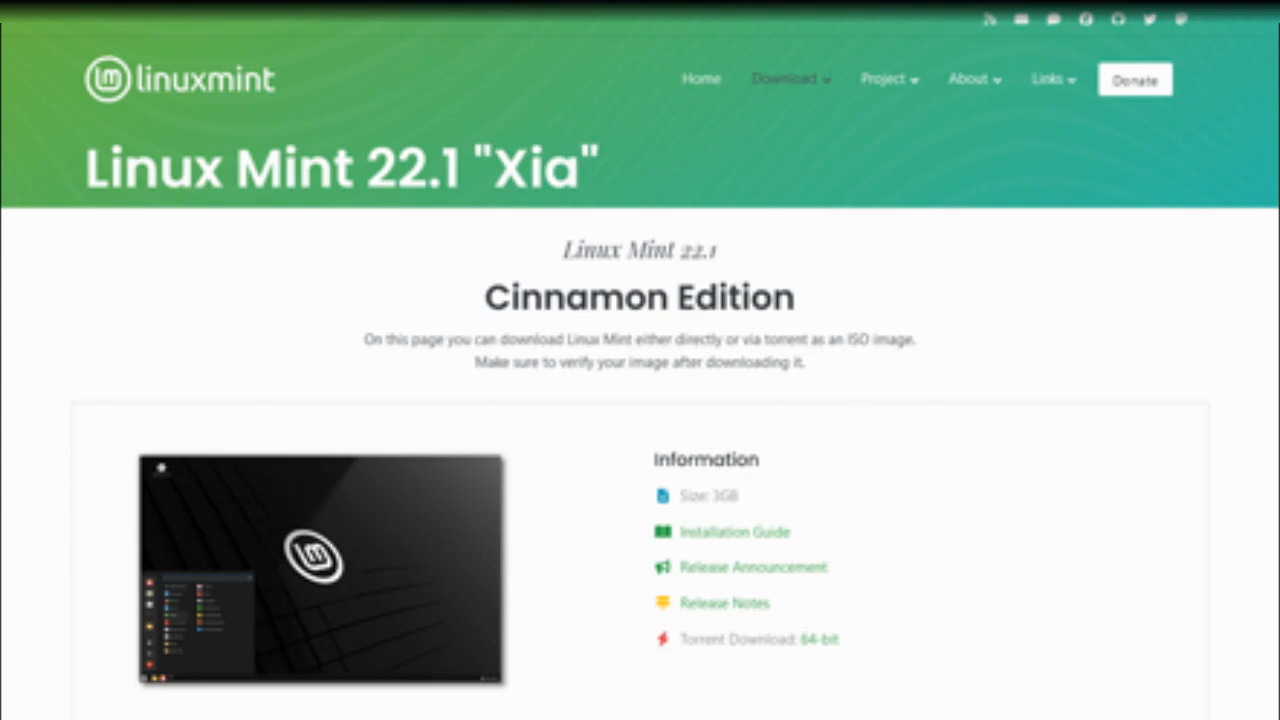 linuxmint
Home Download Project About Links Donate
Linux Mint 22.1 "Xia"
Linux Mint 22.1
Cinnamon Edition
On this page you can download Linux Mint either directly or via torrent as an ISO image.
Make sure to verify your image after downloading it.
Information
Size: 3GB
Installation Guide
Release Announcement
Release Notes
Torrent Download: 64-bit